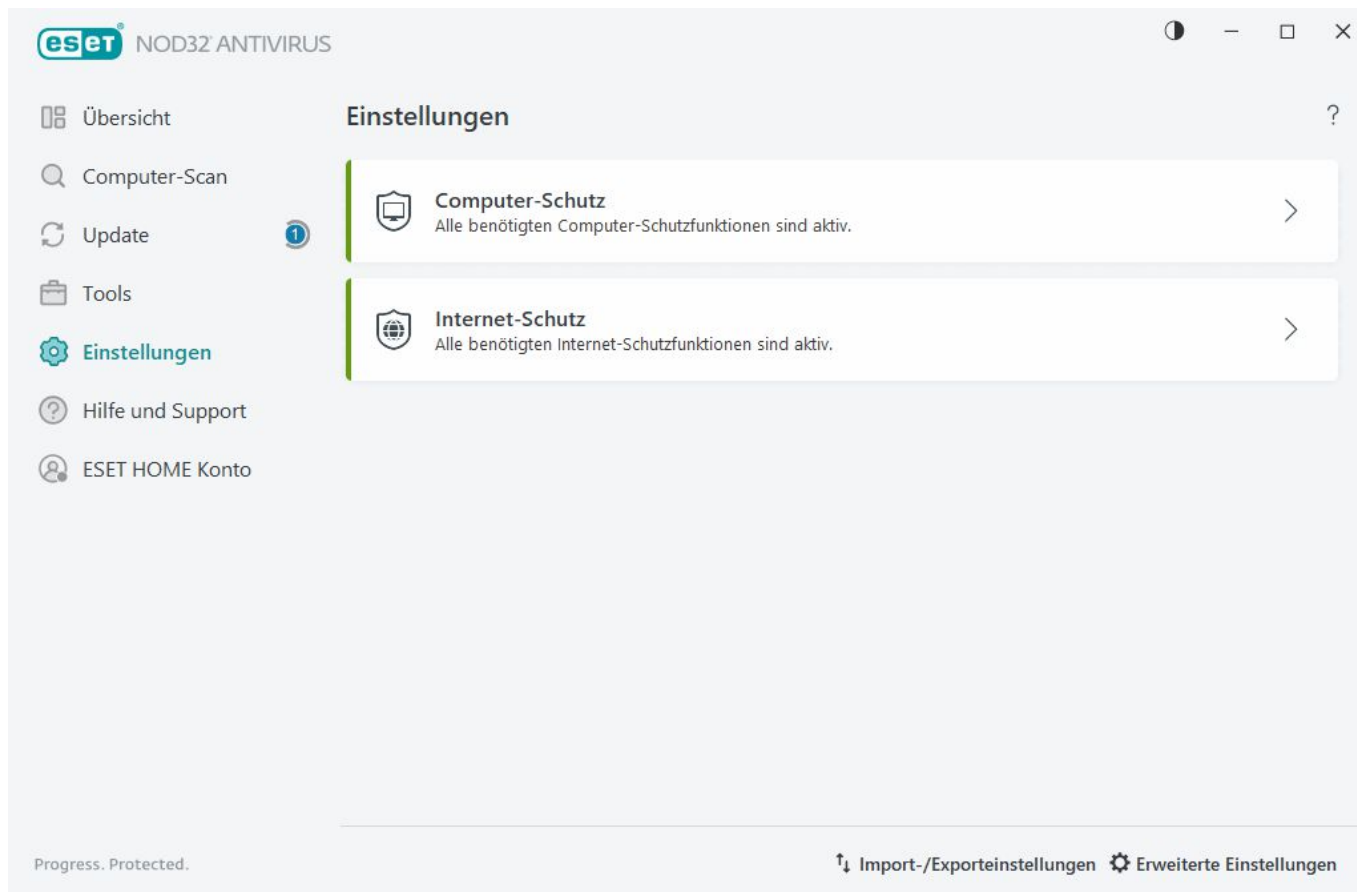 eset® NOD32® ANTIVIRUS
Übersicht
Computer-Scan
Update 1
Tools
Einstellungen
Hilfe und Support
ESET HOME Konto
Einstellungen ?
Computer-Schutz
Alle benötigten Computer-Schutzfunktionen sind aktiv.
Internet-Schutz
Alle benötigten Internet-Schutzfunktionen sind aktiv.
Progress. Protected.
Import-/Exporteinstellungen Erweiterte Einstellungen